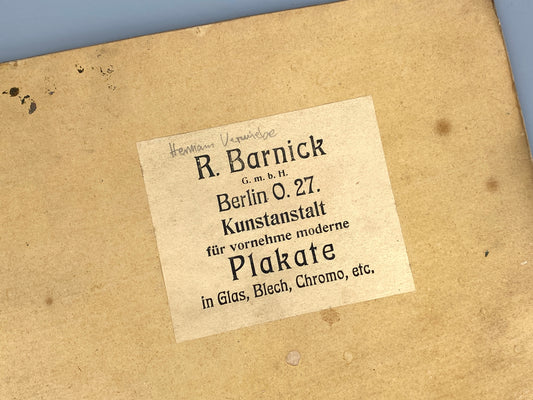 Hermann
R. Barnick
G. m. b. H.
Berlin O. 27.
Kunstanstalt
für vornehme moderne
Plakate
in Glas, Blech, Chromo, etc.